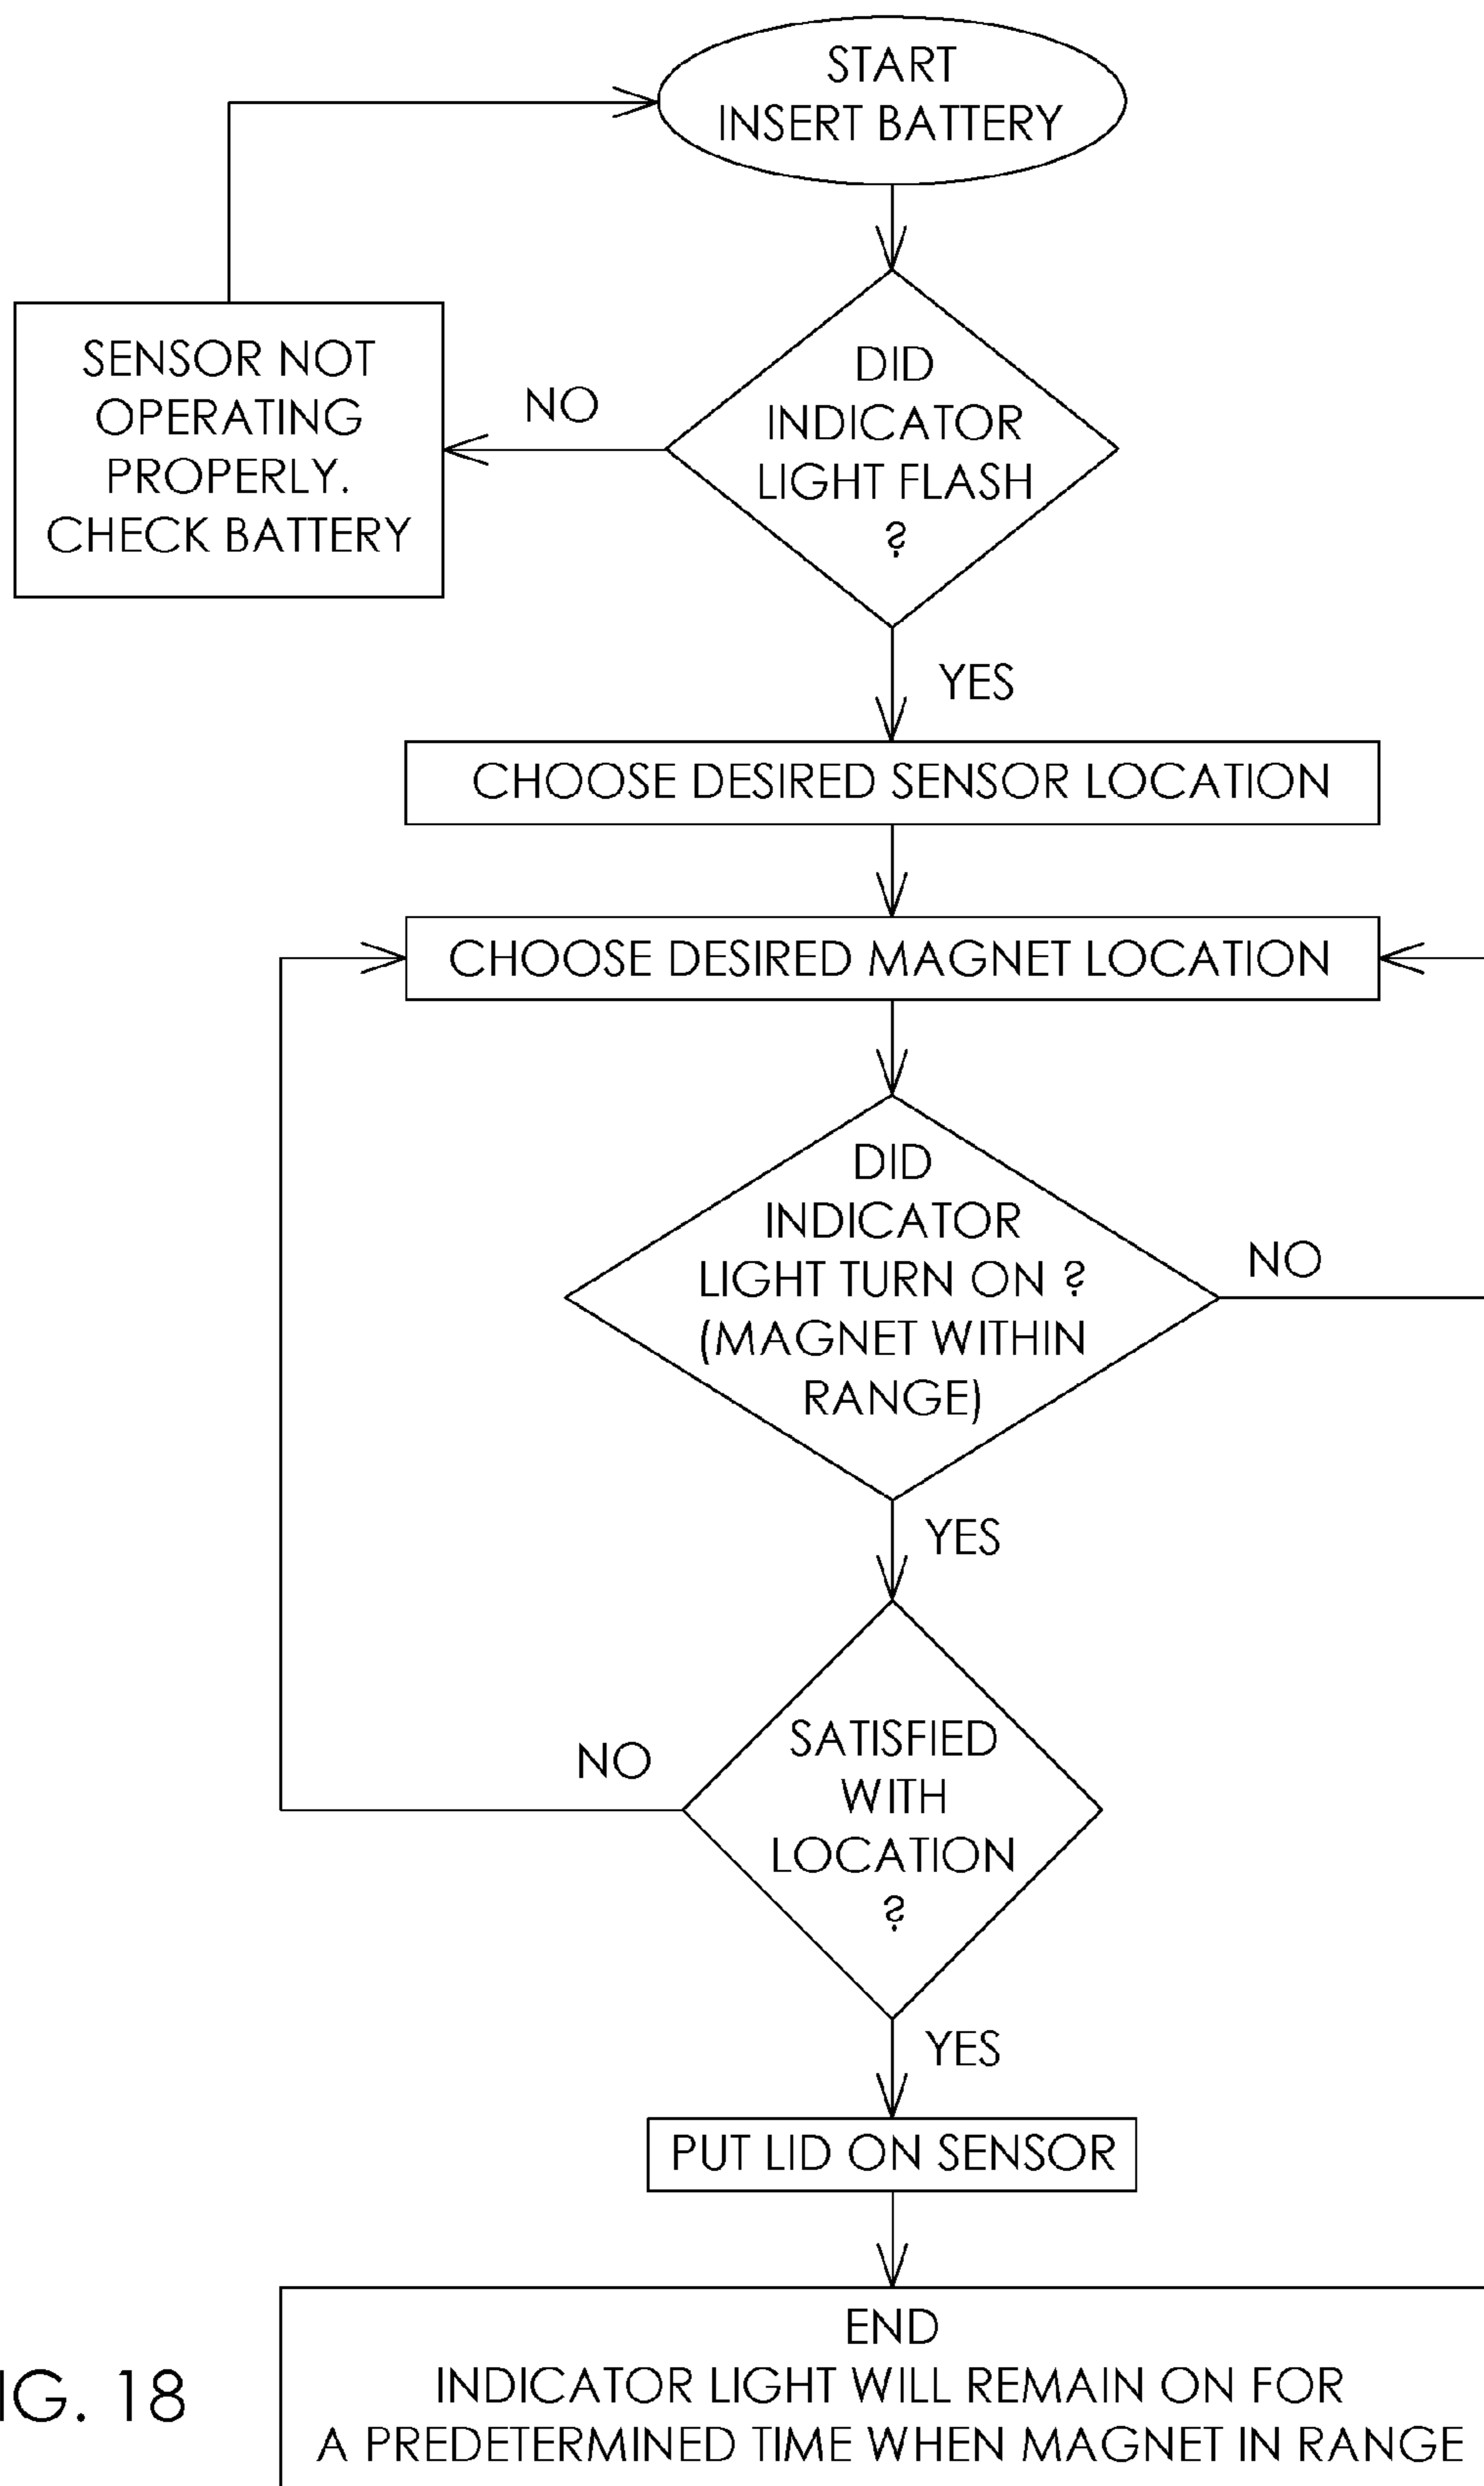 START
INSERT BATTERY
SENSOR NOT
OPERATING
PROPERLY.
CHECK BATTERY
NO
DID
INDICATOR
LIGHT FLASH
?
YES
CHOOSE DESIRED SENSOR LOCATION
CHOOSE DESIRED MAGNET LOCATION
DID
INDICATOR
LIGHT TURN ON ?
(MAGNET WITHIN
RANGE)
NO
YES
NO
SATISFIED
WITH
LOCATION
?
YES
PUT LID ON SENSOR
END
INDICATOR LIGHT WILL REMAIN ON FOR
A PREDETERMINED TIME WHEN MAGNET IN RANGE
IG. 18